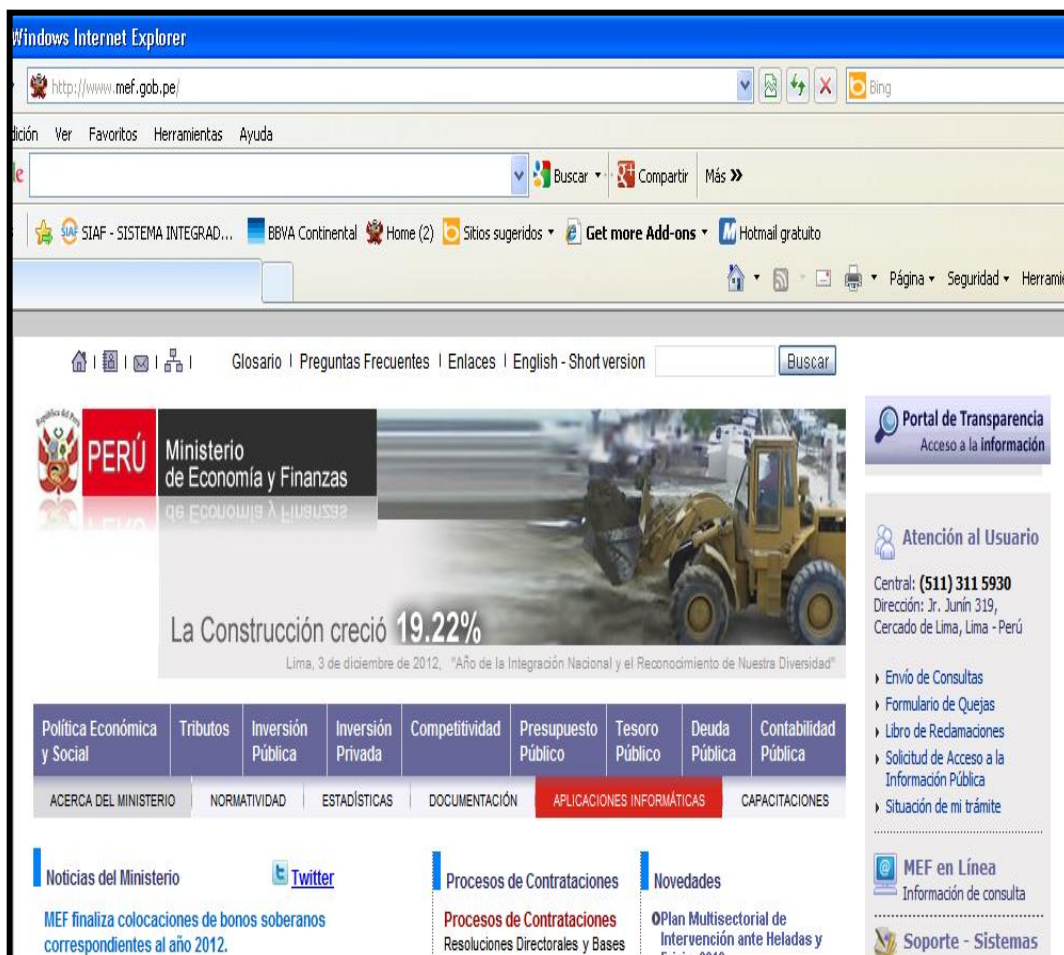 Windows Internet Explorer
http://www.mef.gob.pe/
Bing
dición Ver Favoritos Herramientas Ayuda
le
Buscar
Compartir
Más »
SIAF - SISTEMA INTEGRAD...
BBVA Continental
Home (2)
Sitios sugeridos
Get more Add-ons
Hotmail gratuito
Página Seguridad Herramie
Glosario | Preguntas Frecuentes | Enlaces | English - Short version
Buscar
República del Perú
PERÚ
Ministerio
de Economía y Finanzas
La Construcción creció 19.22%
Lima, 3 de diciembre de 2012, "Año de la Integración Nacional y el Reconocimiento de Nuestra Diversidad"
Portal de Transparencia
Acceso a la información
Atención al Usuario
Central: (511) 311 5930
Dirección: Jr. Junín 319,
Cercado de Lima, Lima - Perú
Envío de Consultas
Formulario de Quejas
Libro de Reclamaciones
Solicitud de Acceso a la
Información Pública
Situación de mi trámite
MEF en Línea
Información de consulta
Soporte - Sistemas
Política Económica
y Social
Tributos
Inversión
Pública
Inversión
Privada
Competitividad
Presupuesto
Público
Tesoro
Público
Deuda
Pública
Contabilidad
Pública
ACERCA DEL MINISTERIO
NORMATIVIDAD
ESTADÍSTICAS
DOCUMENTACIÓN
APLICACIONES INFORMÁTICAS
CAPACITACIONES
Noticias del Ministerio
Twitter
MEF finaliza colocaciones de bonos soberanos
correspondientes al año 2012.
Procesos de Contrataciones
Procesos de Contrataciones
Resoluciones Directorales y Bases
Novedades
Plan Multisectorial de
Intervención ante Heladas y